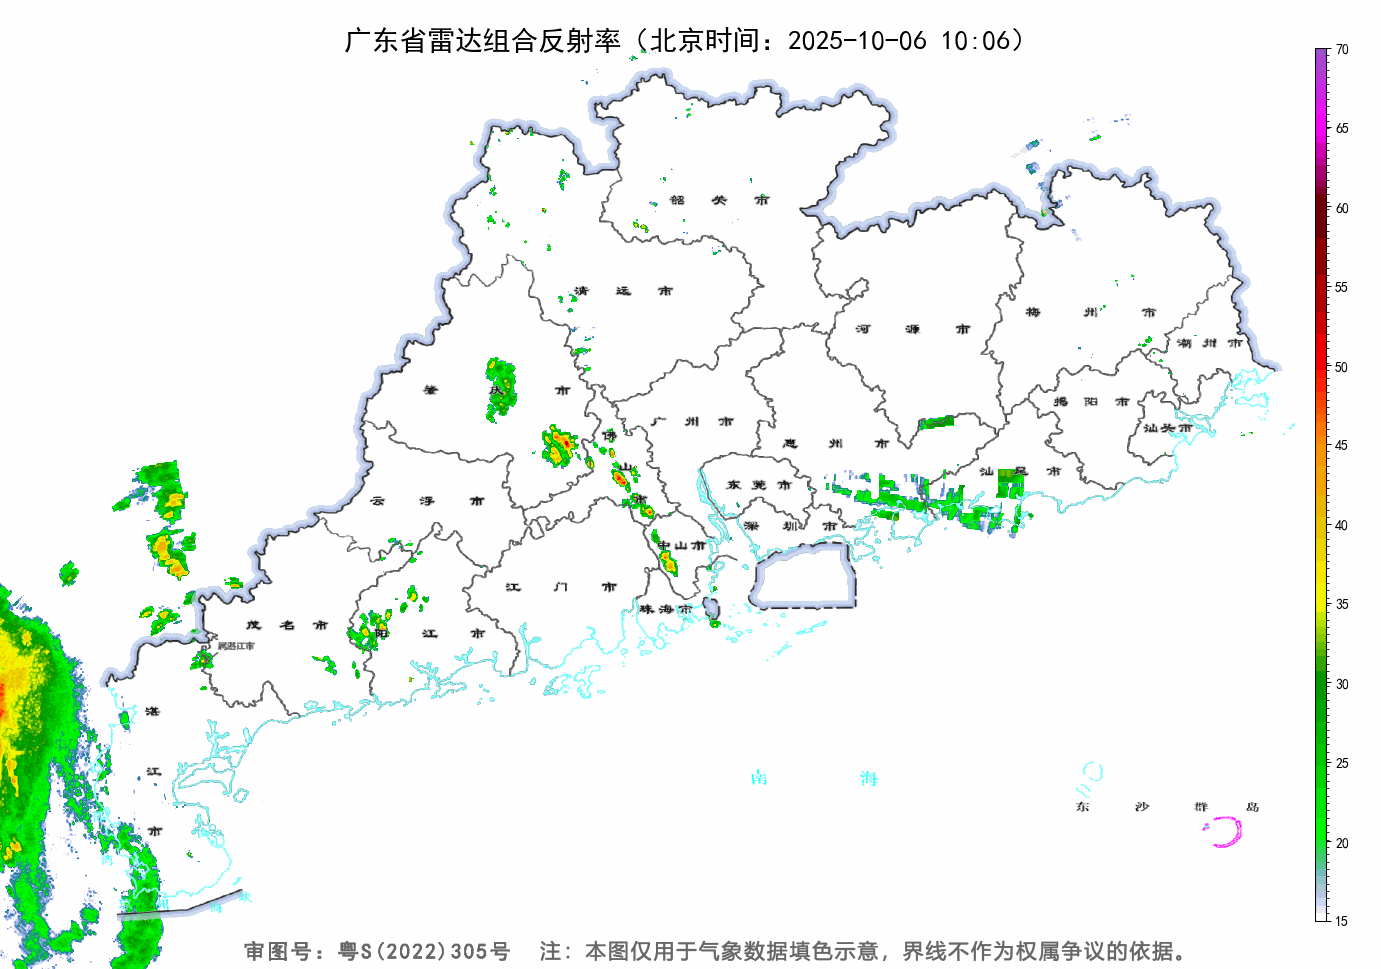 广东省雷达组合反射率（北京时间：2025-10-06 10:06）
70
65
60
55
50
45
40
35
30
25
20
15
韶关市
清远市
河源市
梅州市
潮州市
肇庆市
揭阳市
汕头市
广州市
惠州市
佛山市
汕尾市
东莞市
云浮市
深圳市
中山市
江门市
珠海市
茂名市
阳江市
属湛江市
湛江市
南海
东沙群岛
审图号：粤S(2022)305号 注：本图仅用于气象数据填色示意，界线不作为权属争议的依据。